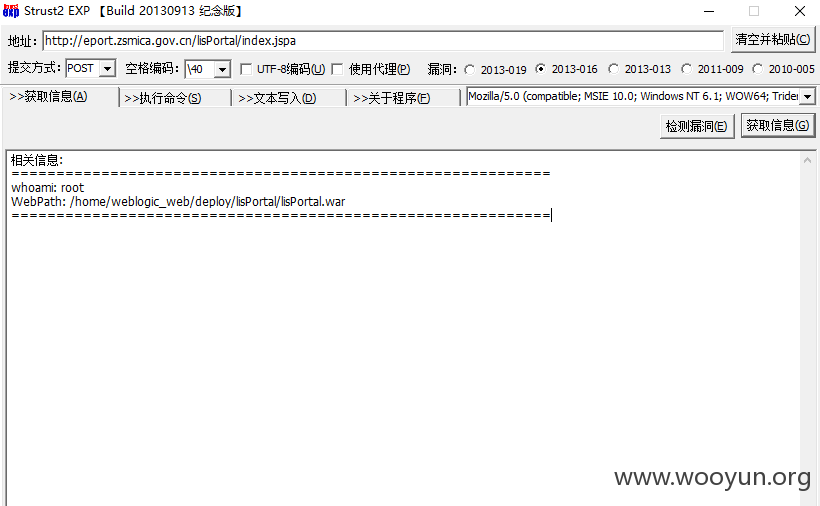 Strust2 EXP 【Build 20130913 纪念版】
地址: http://eport.zsmica.gov.cn/lisPortal/index.jspa 清空并粘贴(C)
提交方式: POST 空格编码: \40 UTF-8编码(U) 使用代理(P) 漏洞: 2013-019 2013-016 2013-013 2011-009 2010-005
>>获取信息(A) >>执行命令(S) >>文本写入(D) >>关于程序(F) Mozilla/5.0 (compatible; MSIE 10.0; Windows NT 6.1; WOW64; Trider
检测漏洞(E) 获取信息(G)
相关信息:
=============================================================
whoami: root
WebPath: /home/weblogic_web/deploy/lisPortal/lisPortal.war
=============================================================
www.wooyun.org